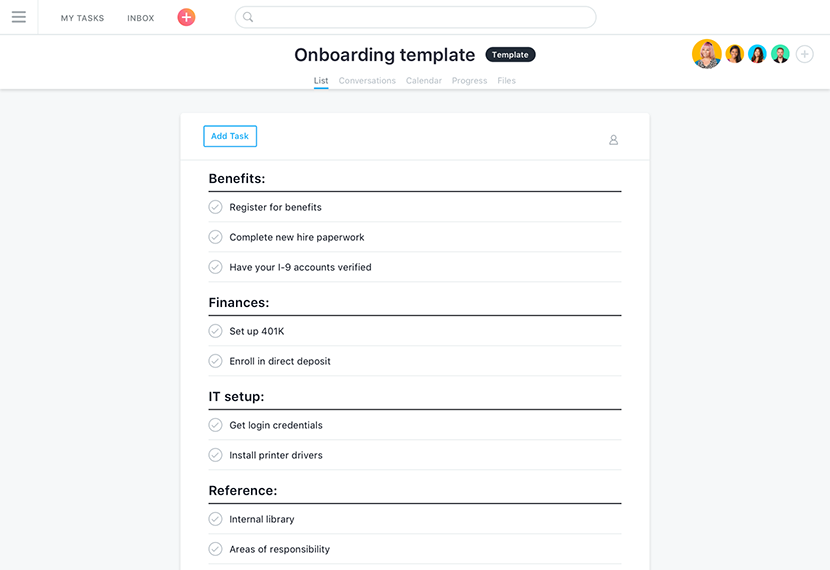 MY TASKS
INBOX
Onboarding template
Template
List
Conversations
Calendar
Progress
Files
Add Task
Benefits:
Register for benefits
Complete new hire paperwork
Have your I-9 accounts verified
Finances:
Set up 401K
Enroll in direct deposit
IT setup:
Get login credentials
Install printer drivers
Reference:
Internal library
Areas of responsibility